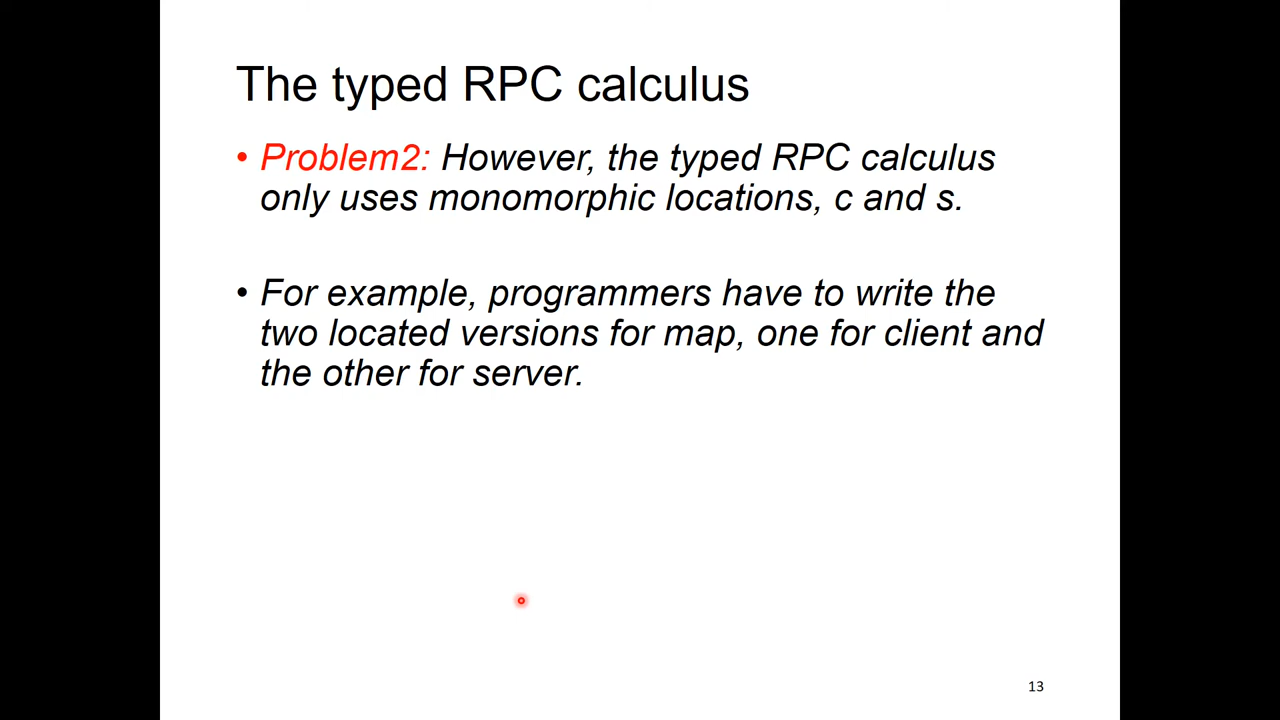 The typed RPC calculus
• Problem2: However, the typed RPC calculus
only uses monomorphic locations, c and s.
• For example, programmers have to write the
two located versions for map, one for client and
the other for server.
13